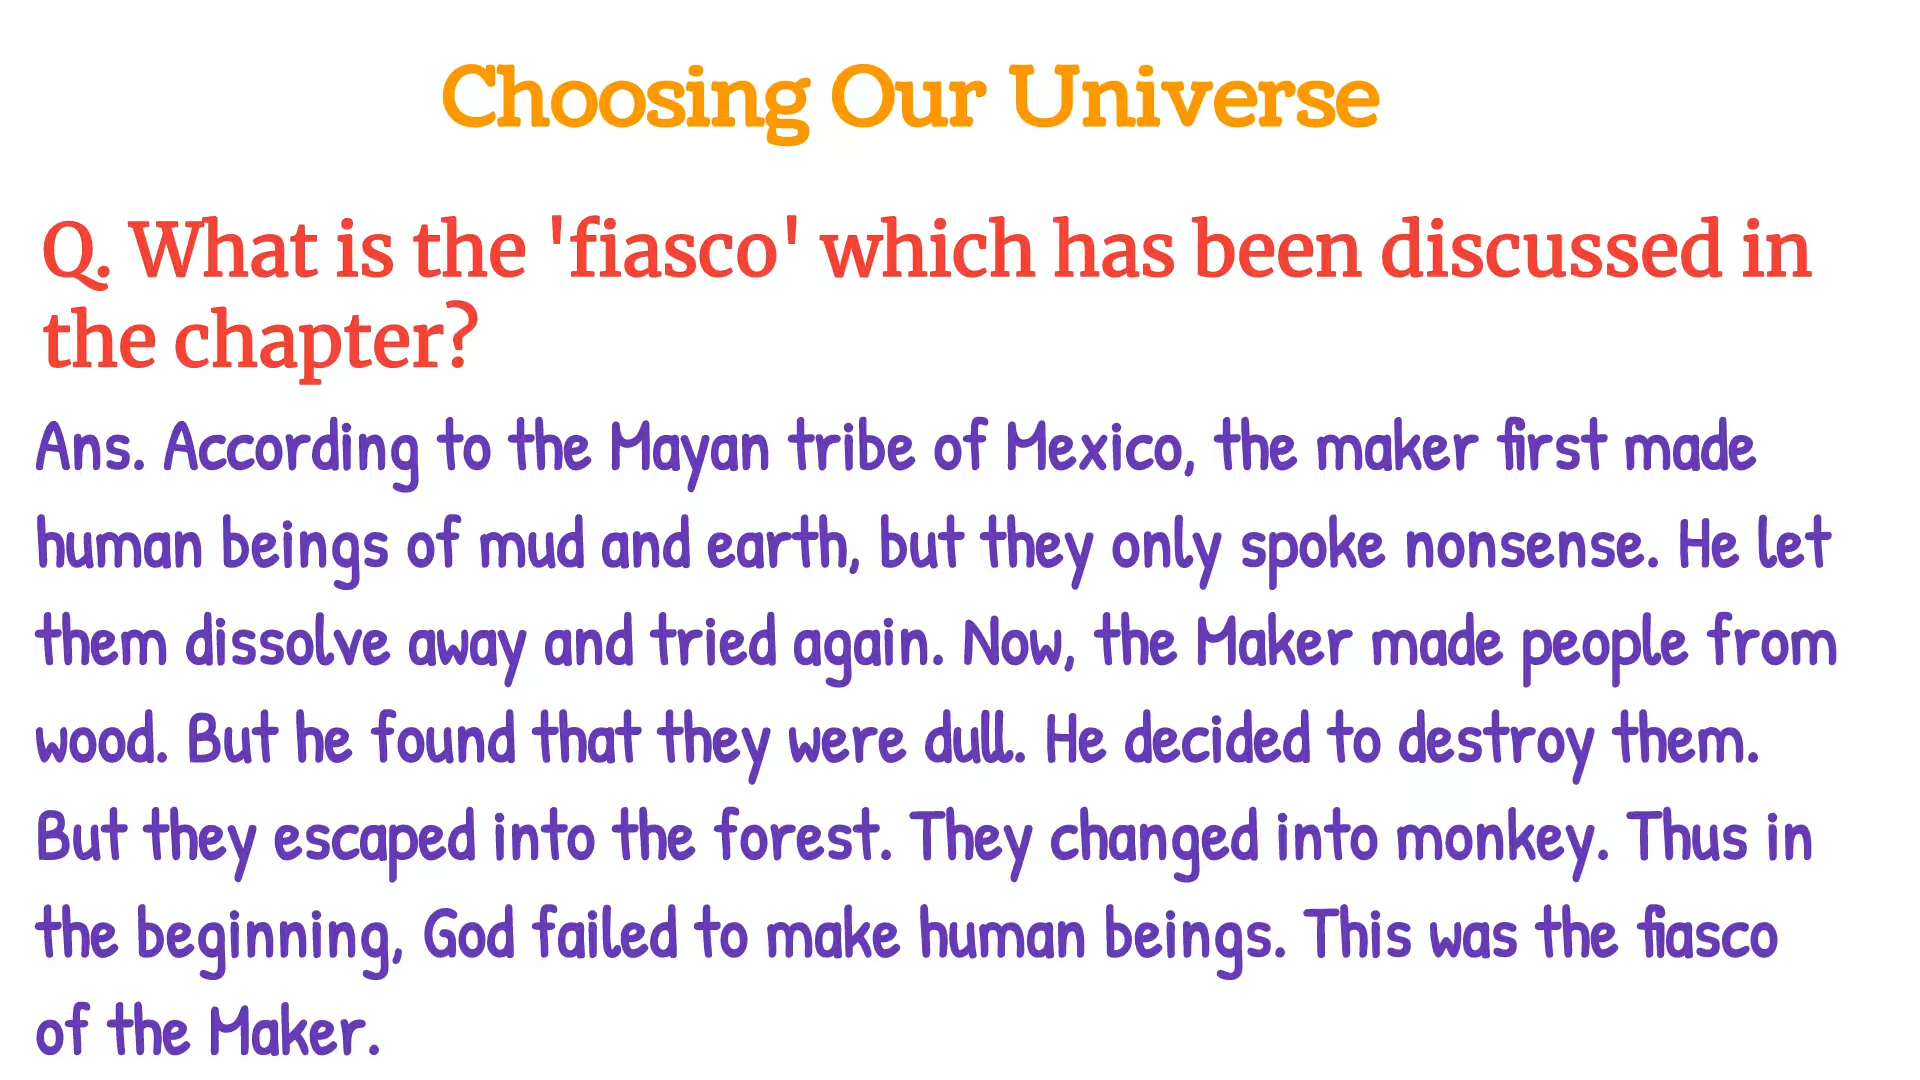 Choosing Our Universe
Q. What is the 'fiasco' which has been discussed in
the chapter?
Ans. According to the Mayan tribe of Mexico, the maker first made
human beings of mud and earth, but they only spoke nonsense. He let
them dissolve away and tried again. Now, the Maker made people from
wood. But he found that they were dull. He decided to destroy them.
But they escaped into the forest. They changed into monkey. Thus in
the beginning, God failed to make human beings. This was the fiasco
of the Maker.